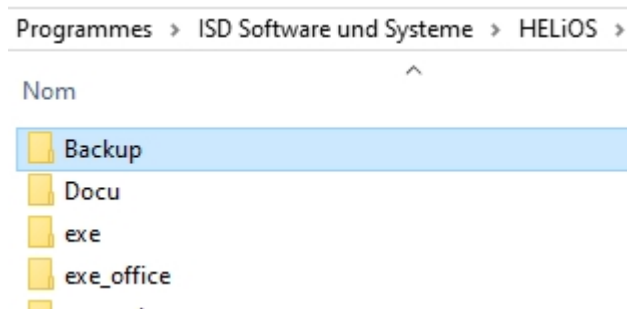 Programmes > ISD Software und Systeme > HELiOS >
Nom
Backup
Docu
exe
exe_office